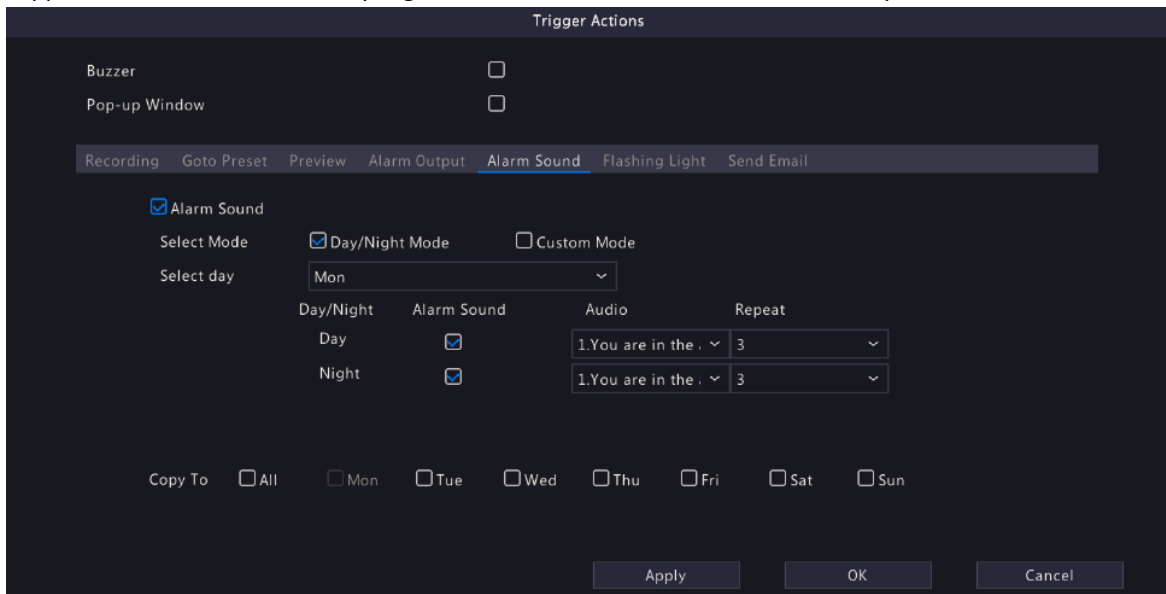 Trigger Actions
Buzzer
Pop-up Window
Recording Goto Preset Preview Alarm Output Alarm Sound Flashing Light Send Email
Alarm Sound
Select Mode Day/Night Mode Custom Mode
Select day Mon
Day/Night Alarm Sound Audio Repeat
Day 1.You are in the 3
Night 1.You are in the 3
Copy To All Mon Tue Wed Thu Fri Sat Sun
Apply OK Cancel